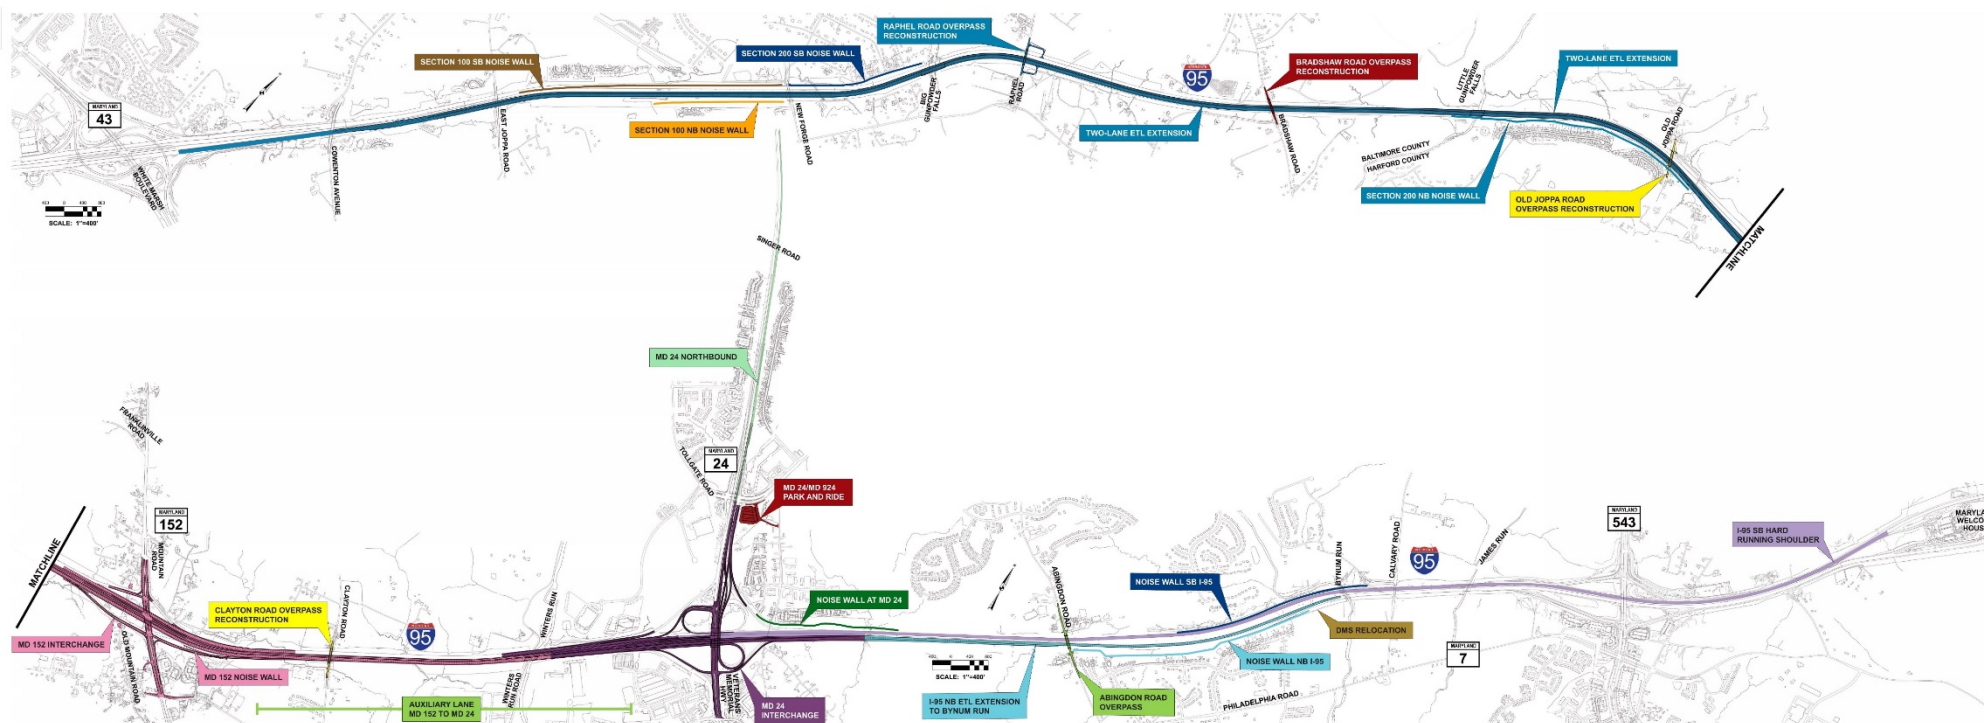 RAPHEL ROAD OVERPASS
RECONSTRUCTION
SECTION 200 SB NOISE WALL
SECTION 100 SB NOISE WALL
BRADSHAW ROAD OVERPASS
RECONSTRUCTION
TWO-LANE ETL EXTENSION
LITTLE
GUNPOWDER
FALLS
95
MARYLAND
43
BIG
GUNPOWDER
FALLS
RAPHEL
ROAD
SECTION 100 NB NOISE WALL
NEW FORGE ROAD
EAST JOPPA ROAD
COWENTON AVENUE
WHITE MARSH
BOULEVARD
TWO-LANE ETL EXTENSION
BRADSHAW ROAD
BALTIMORE COUNTY
HARFORD COUNTY
OLD
JOPPA ROAD
SECTION 200 NB NOISE WALL
OLD JOPPA ROAD
OVERPASS RECONSTRUCTION
SCALE: 1"=400'
MATCHLINE
SINGER ROAD
MD 24 NORTHBOUND
FRANKLINVILLE
ROAD
TOLLGATE ROAD
MARYLAND
24
MD 24/MD 924
PARK AND RIDE
MARYLAND
152
MARYLAND
543
I-95 SB HARD
RUNNING SHOULDER
MATCHLINE
MOUNTAIN
ROAD
CLAYTON ROAD OVERPASS
RECONSTRUCTION
CLAYTON ROAD
95
WINTERS RUN
NOISE WALL AT MD 24
ABINGDON ROAD
NOISE WALL SB I-95
BYNUM RUN
CALVARY ROAD
95
JAMES RUN
DMS RELOCATION
MD 152 INTERCHANGE
OLD MOUNTAIN ROAD
MD 152 NOISE WALL
MARYLAND
7
NOISE WALL NB I-95
SCALE: 1"=400'
AUXILIARY LANE
MD 152 TO MD 24
WINTERS
RUN ROAD
VETERANS
MEMORIAL
HWY
MD 24
INTERCHANGE
I-95 NB ETL EXTENSION
TO BYNUM RUN
ABINGDON ROAD
OVERPASS
PHILADELPHIA ROAD